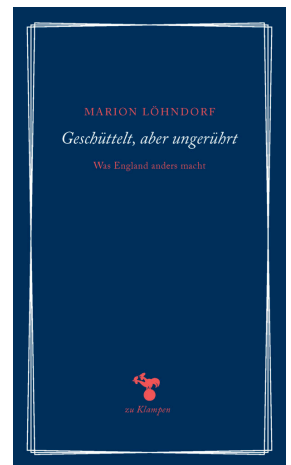 MARION LÖHNDORF
Geschüttelt, aber ungerührt
Was England anders macht
zu Klampen